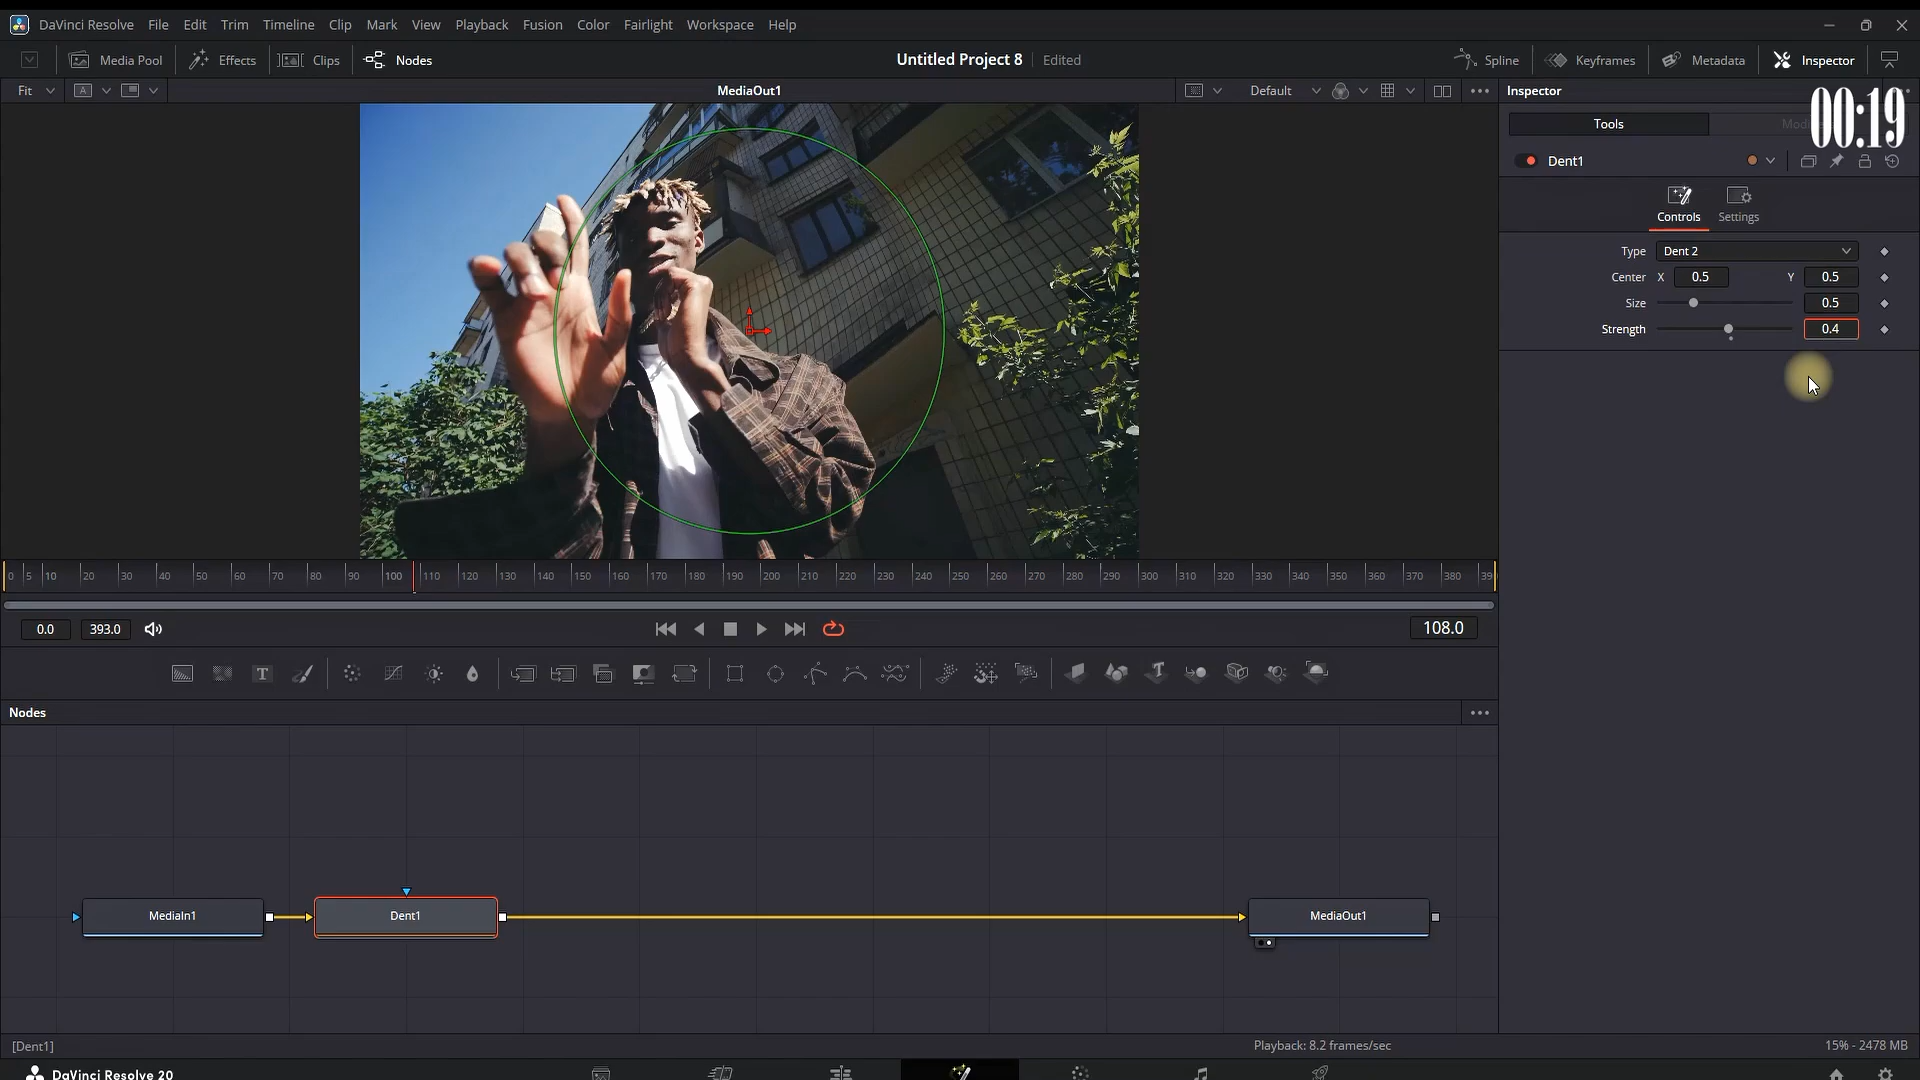 DaVinci Resolve File Edit Trim Timeline Clip Mark View Playback Fusion Color Fairlight Workspace Help
Media Pool Effects Clips Nodes Untitled Project 8 Edited Spline Keyframes Metadata Inspector
Fit A MediaOut1 Default Inspector
00:19
Tools
Dent1
Controls Settings
Type Dent 2
Center X 0.5 Y 0.5
Size 0.5
Strength 0.4
0 5 10 20 30 40 50 60 70 80 90 100 110 120 130 140 150 160 170 180 190 200 210 220 230 240 250 260 270 280 290 300 310 320 330 340 350 360 370 380 39
0.0 393.0 108.0
T T
Nodes
MediaIn1 Dent1 MediaOut1
[Dent1] Playback: 8.2 frames/sec 15% - 2478 MB
DaVinci Resolve 20